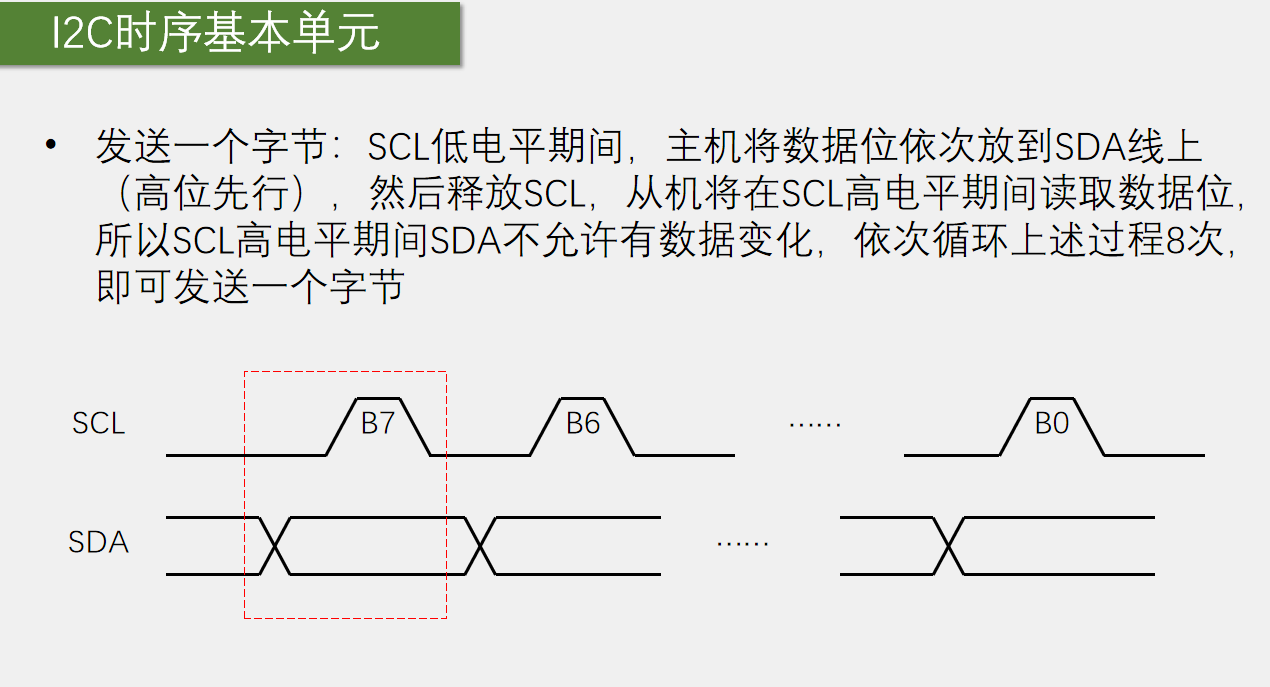 I2C时序基本单元
• 发送一个字节：SCL低电平期间，主机将数据位依次放到SDA线上
（高位先行），然后释放SCL，从机将在SCL高电平期间读取数据位，
所以SCL高电平期间SDA不允许有数据变化，依次循环上述过程8次，
即可发送一个字节
SCL B7 B6 …… B0
SDA ……